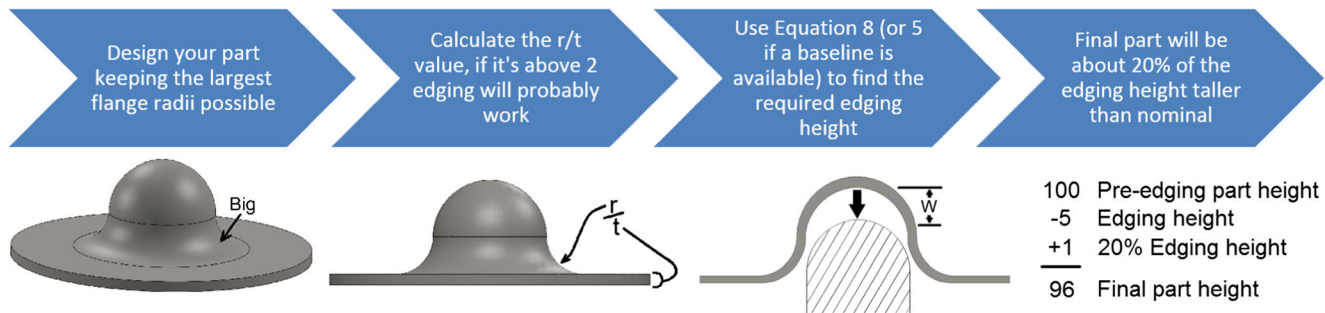 Design your part
keeping the largest
flange radii possible
Calculate the r/t
value, if it's above 2
edging will probably
work
Use Equation 8 (or 5
if a baseline is
available) to find the
required edging
height
Final part will be
about 20% of the
edging height taller
than nominal
Big
r/t
W
100 Pre-edging part height
-5 Edging height
+1 20% Edging height
96 Final part height